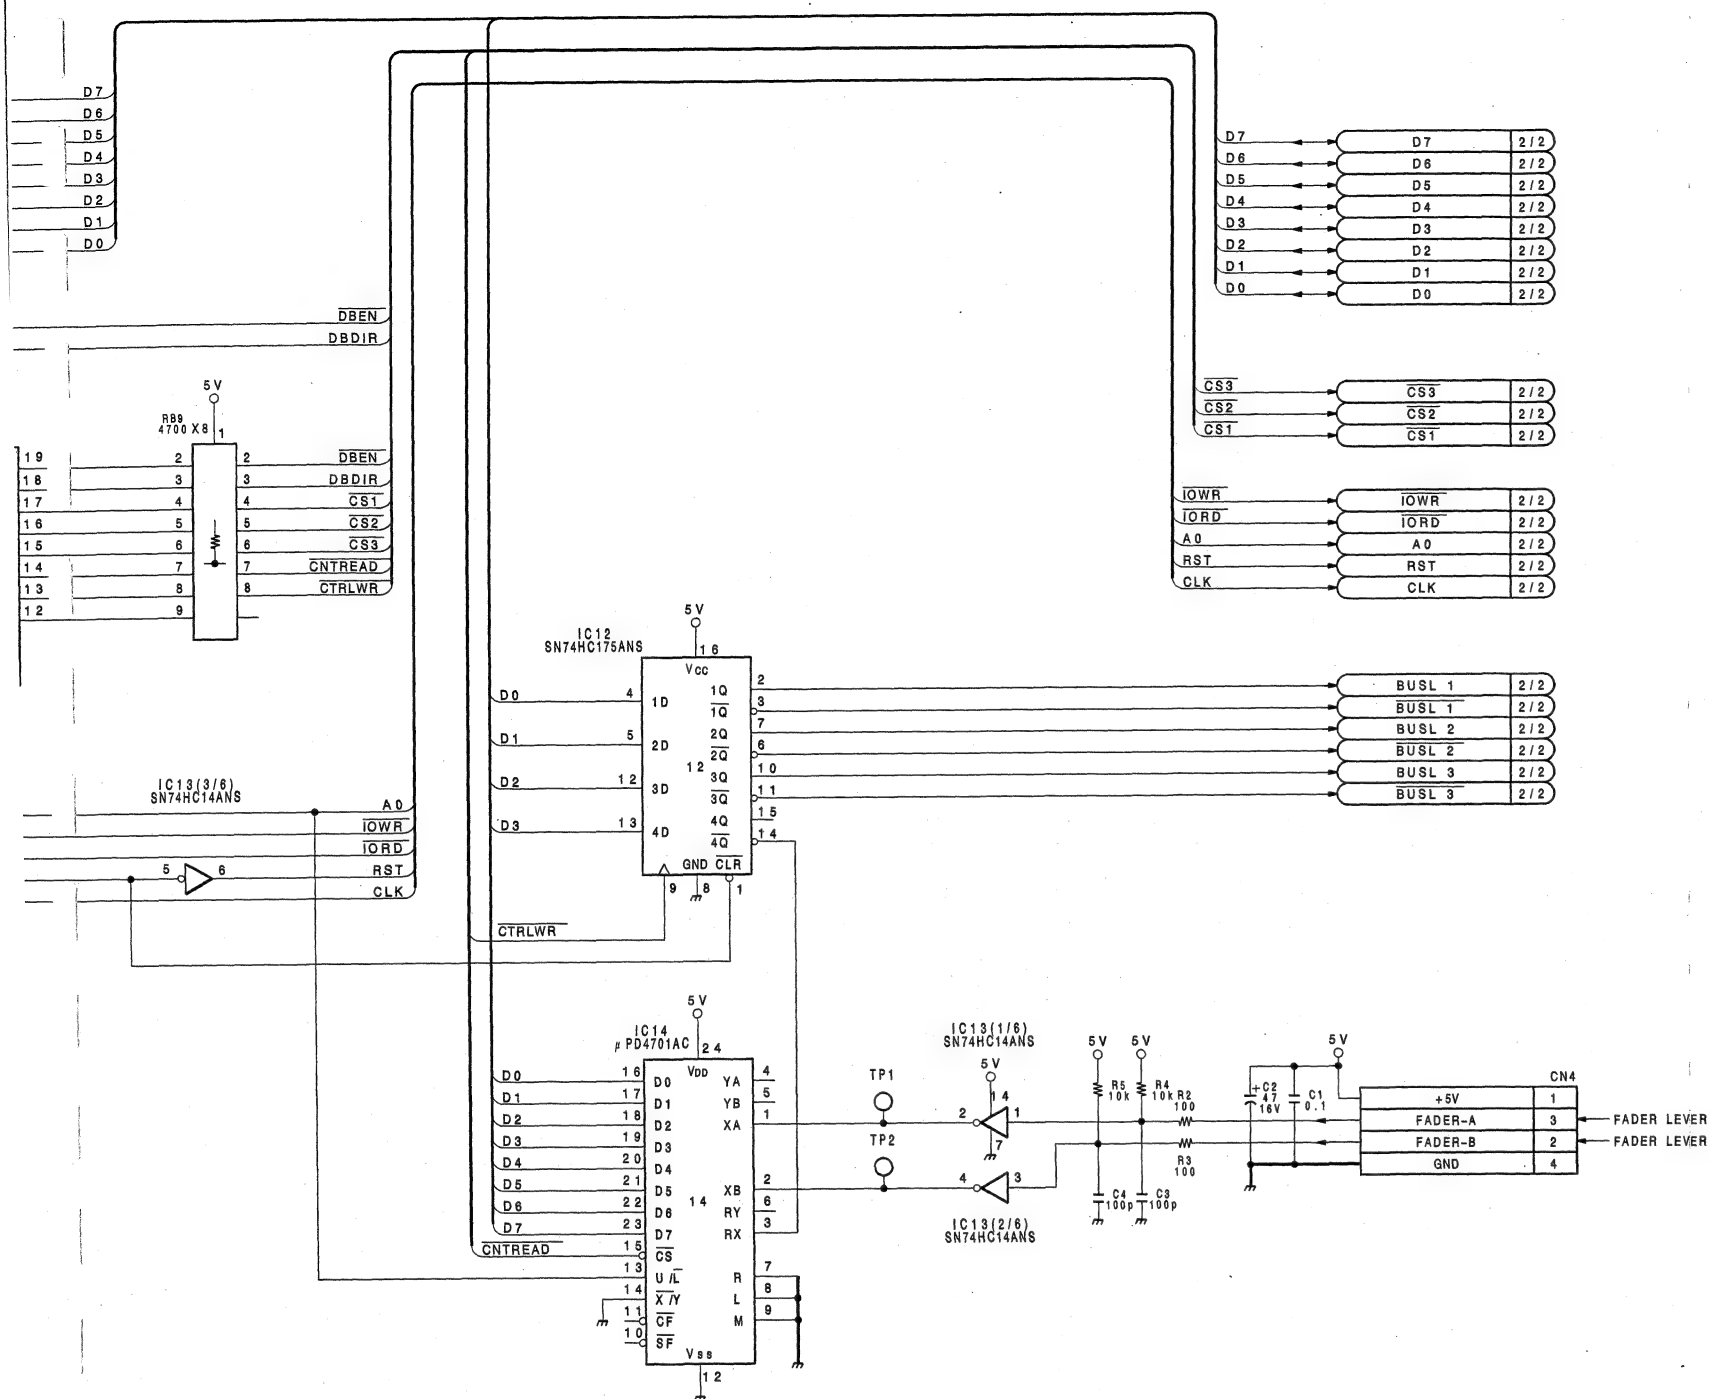 D7
D6
D5
D4
D3
D2
D1
D0
D7 D7 2/2
D6 D6 2/2
D5 D5 2/2
D4 D4 2/2
D3 D3 2/2
D2 D2 2/2
D1 D1 2/2
D0 D0 2/2
DBEN
DBDIR
5V
RB9
4700 X8 1
CS3 CS3 2/2
CS2 CS2 2/2
CS1 CS1 2/2
19 2 2 DBEN
18 3 3 DBDIR
17 4 4 CS1
16 5 5 CS2
15 6 6 CS3
14 7 7 CNTREAD
13 8 8 CTRLWR
12 9
IOWR IOWR 2/2
IORD IORD 2/2
A0 A0 2/2
RST RST 2/2
CLK CLK 2/2
5V
IC12
SN74HC175ANS
16
Vcc
D0 4 1D 1Q 2 BUSL 1 2/2
1Q 3 BUSL 1 2/2
D1 5 2D 2Q 7 BUSL 2 2/2
2Q 6 BUSL 2 2/2
12
D2 12 3D 3Q 10 BUSL 3 2/2
3Q 11 BUSL 3 2/2
D3 13 4D 4Q 15
4Q 14
GND CLR
9 8 1
CTRLWR
IC13(3/6)
SN74HC14ANS
A0
IOWR
IORD
5 6 RST
CLK
5V
IC14
μPD4701AC
24
VDD
D0 16 D0 YA 4
D1 17 D1 YB 5
D2 18 D2 XA 1
D3 19 D3
D4 20 D4
D5 21 D5 XB 2
14
D6 22 D6 RY 6
D7 23 D7 RX 3
CNTREAD 15 CS
13 U/L R 7
14 X/Y L 8
11 CF M 9
10 SF
Vss
12
TP1
TP2
IC13(1/6)
SN74HC14ANS
5V
14
2 1
7
4 3
IC13(2/6)
SN74HC14ANS
5V 5V
R5
10k
R4
10k
R2
100
R3
100
C4
100p
C3
100p
5V
+ C2
47
16V
C1
0.1
CN4
+5V 1
FADER-A 3 FADER LEVER
FADER-B 2 FADER LEVER
GND 4